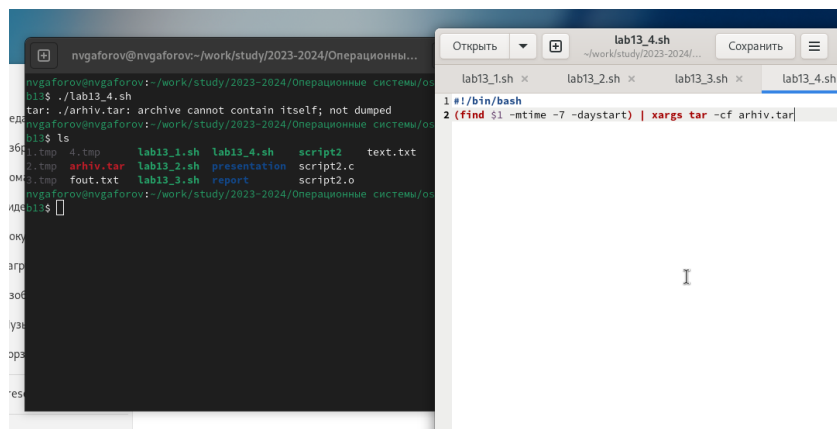 nvgaforov@nvgaforov:~/work/study/2023-2024/Операционны...
nvgaforov@nvgaforov:~/work/study/2023-2024/Операционные системы/os
b13$ ./lab13_4.sh
tar: ./arhiv.tar: archive cannot contain itself; not dumped
nvgaforov@nvgaforov:~/work/study/2023-2024/Операционные системы/os
b13$ ls
1.tmp 4.tmp lab13_1.sh lab13_4.sh script2 text.txt
2.tmp arhiv.tar lab13_2.sh presentation script2.c
3.tmp fout.txt lab13_3.sh report script2.o
nvgaforov@nvgaforov:~/work/study/2023-2024/Операционные системы/os
b13$
Открыть
lab13_4.sh
~/work/study/2023-2024/...
Сохранить
lab13_1.sh × lab13_2.sh × lab13_3.sh × lab13_4.sh
1 #!/bin/bash
2 (find $1 -mtime -7 -daystart) | xargs tar -cf arhiv.tar